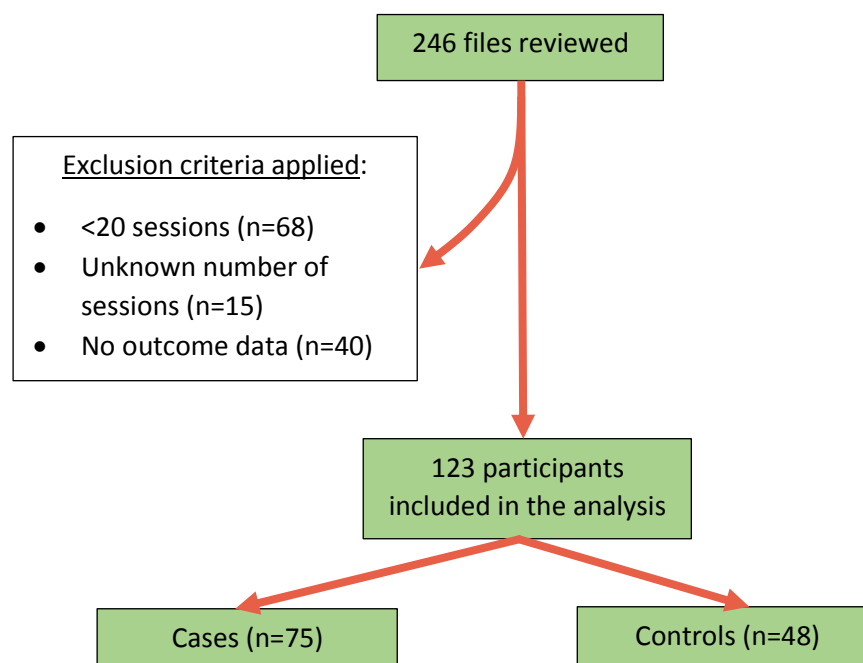 246 files reviewed
Exclusion criteria applied:
• <20 sessions (n=68)
• Unknown number of
sessions (n=15)
• No outcome data (n=40)
123 participants
included in the analysis
Cases (n=75)
Controls (n=48)